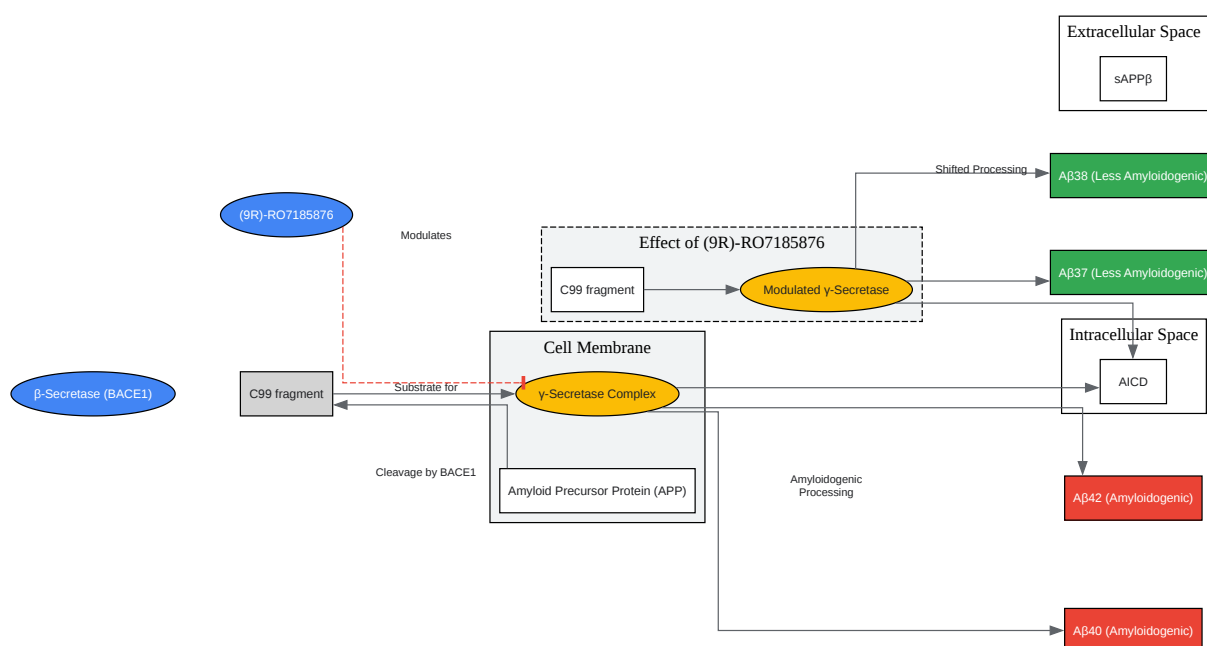 Extracellular Space
sAPPβ
Shifted Processing
Aβ38 (Less Amyloidogenic)
(9R)-RO7185876
Modulates
Effect of (9R)-RO7185876
C99 fragment
Modulated γ-Secretase
Aβ37 (Less Amyloidogenic)
Cell Membrane
Intracellular Space
β-Secretase (BACE1)
C99 fragment
Substrate for
γ-Secretase Complex
AICD
Cleavage by BACE1
Amyloid Precursor Protein (APP)
Amyloidogenic
Processing
Aβ42 (Amyloidogenic)
Aβ40 (Amyloidogenic)